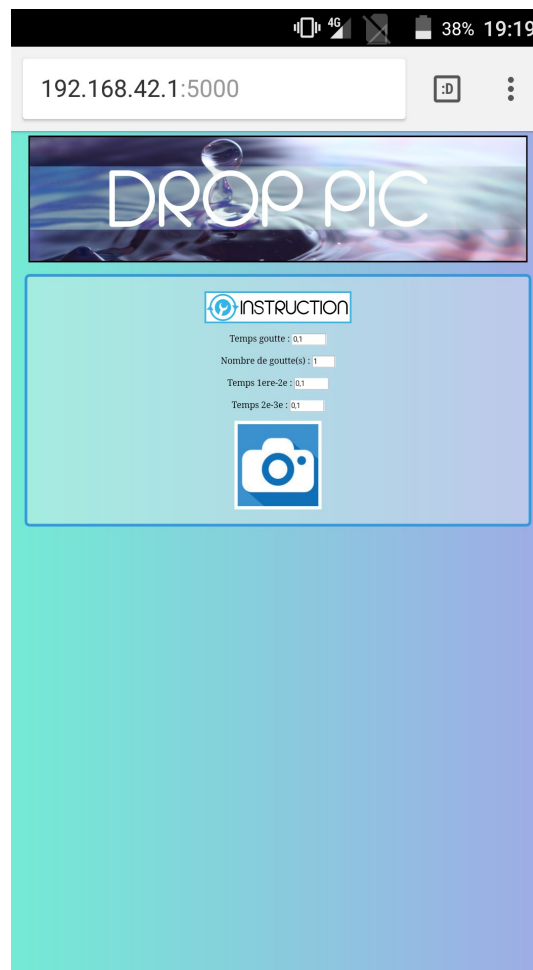 4G 38% 19:19
192.168.42.1:5000 :D
DROP PIC
INSTRUCTION
Temps goutte : 0,1
Nombre de goutte(s) : 1
Temps 1ere-2e : 0,1
Temps 2e-3e : 0,1